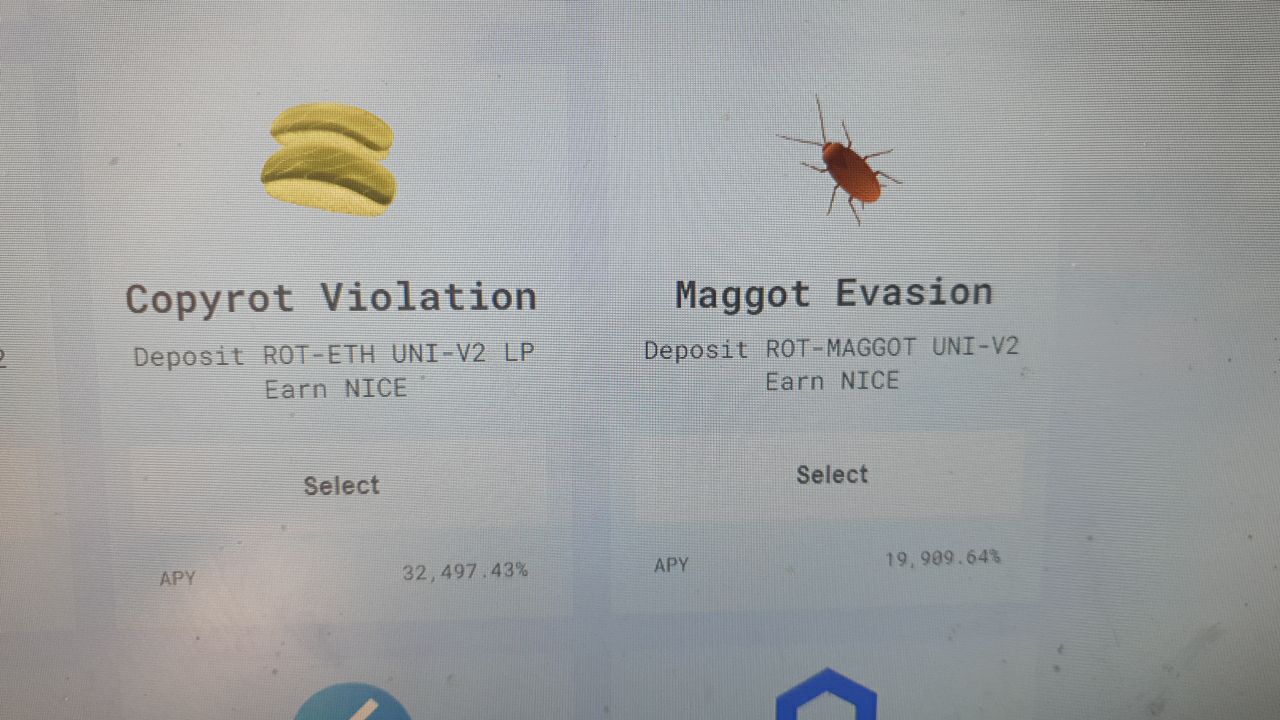 Copyrot Violation
Deposit ROT-ETH UNI-V2 LP
Earn NICE
Select
APY 32,497.43%
Maggot Evasion
Deposit ROT-MAGGOT UNI-V2
Earn NICE
Select
APY 19,909.64%
2